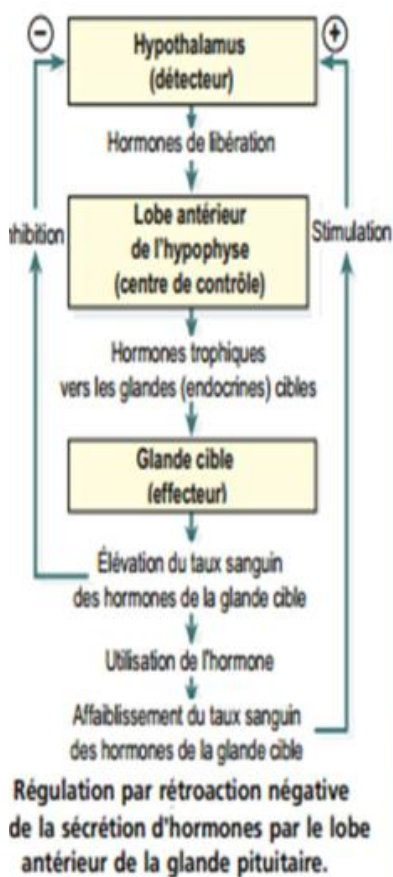 −
+
Hypothalamus
(détecteur)
Hormones de libération
Lobe antérieur
de l'hypophyse
(centre de contrôle)
nhibition
Stimulation
Hormones trophiques
vers les glandes (endocrines) cibles
Glande cible
(effecteur)
Élévation du taux sanguin
des hormones de la glande cible
Utilisation de l'hormone
Affaiblissement du taux sanguin
des hormones de la glande cible
Régulation par rétroaction négative
de la sécrétion d'hormones par le lobe
antérieur de la glande pituitaire.